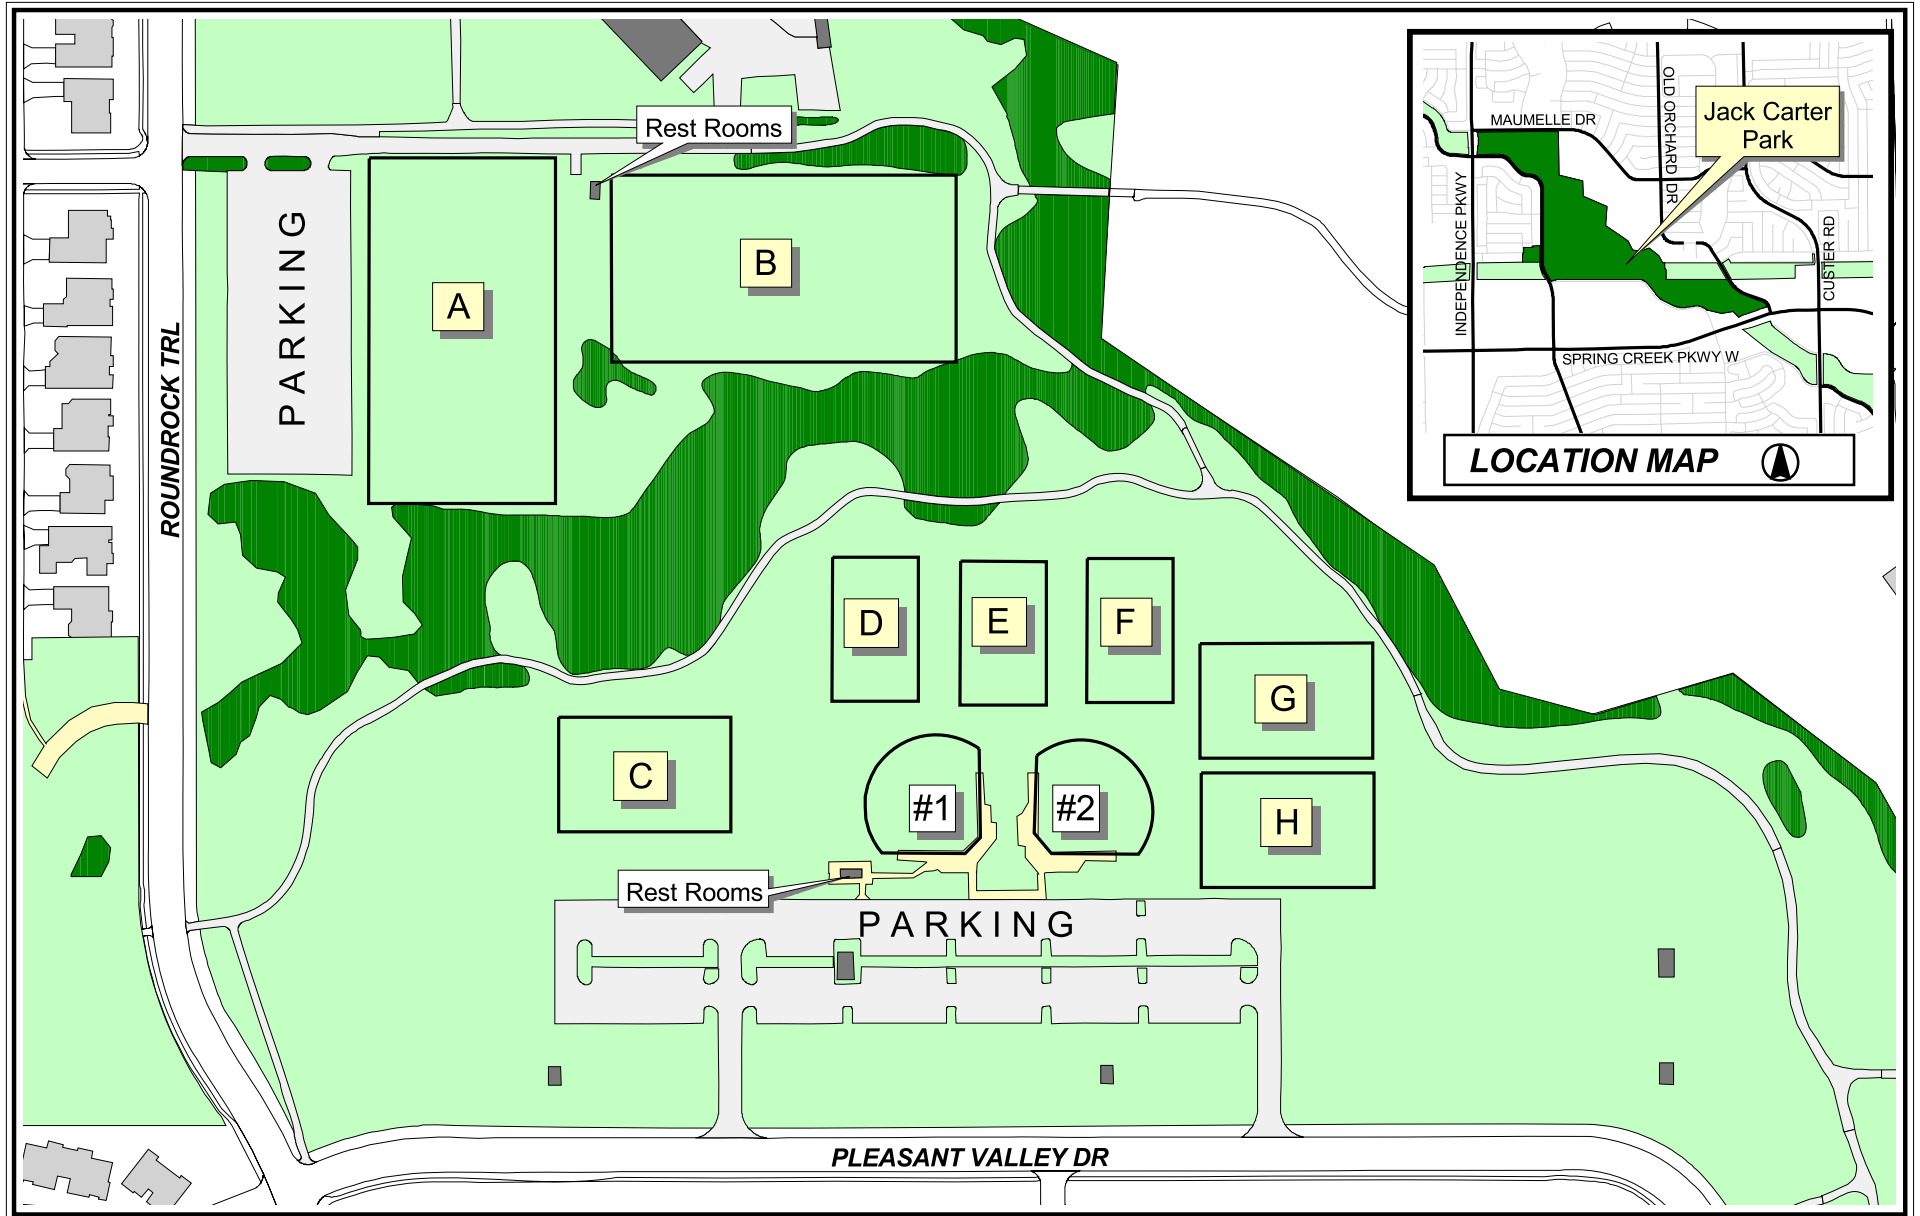 Rest Rooms
PARKING
ROUNDROCK TRL
A
B
D
E
F
G
C
#1
#2
H
Rest Rooms
PARKING
PLEASANT VALLEY DR
MAUMELLE DR
OLD ORCHARD DR
Jack Carter
Park
INDEPENDENCE PKWY
CUSTER RD
SPRING CREEK PKWY W
LOCATION MAP